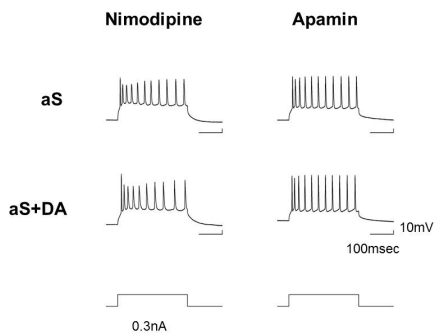 Nimodipine
Apamin
aS
aS+DA
10mV
100msec
0.3nA